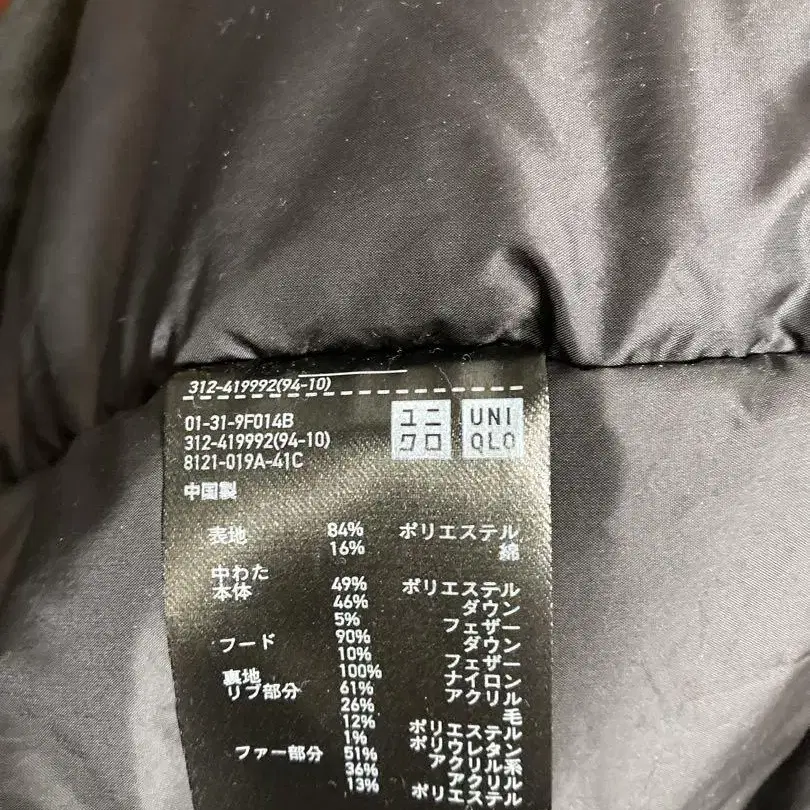 312-419992(94-10)
01-31-9F014B
312-419992(94-10)
8121-019A-41C
ユニクロ
UNIQLO
中国製
表地 84% ポリエステル
16% 綿
中わた
本体 49% ポリエステル
46% ダウン
5% フェザー
フード 90% ダウン
10% フェザー
裏地 100% ナイロン
リブ部分 61% アクリル
26% 毛
12% ポリエステル
1% ポリウレタン
ファー部分 51% アクリル系
36% アクリル
13% ポリエステル